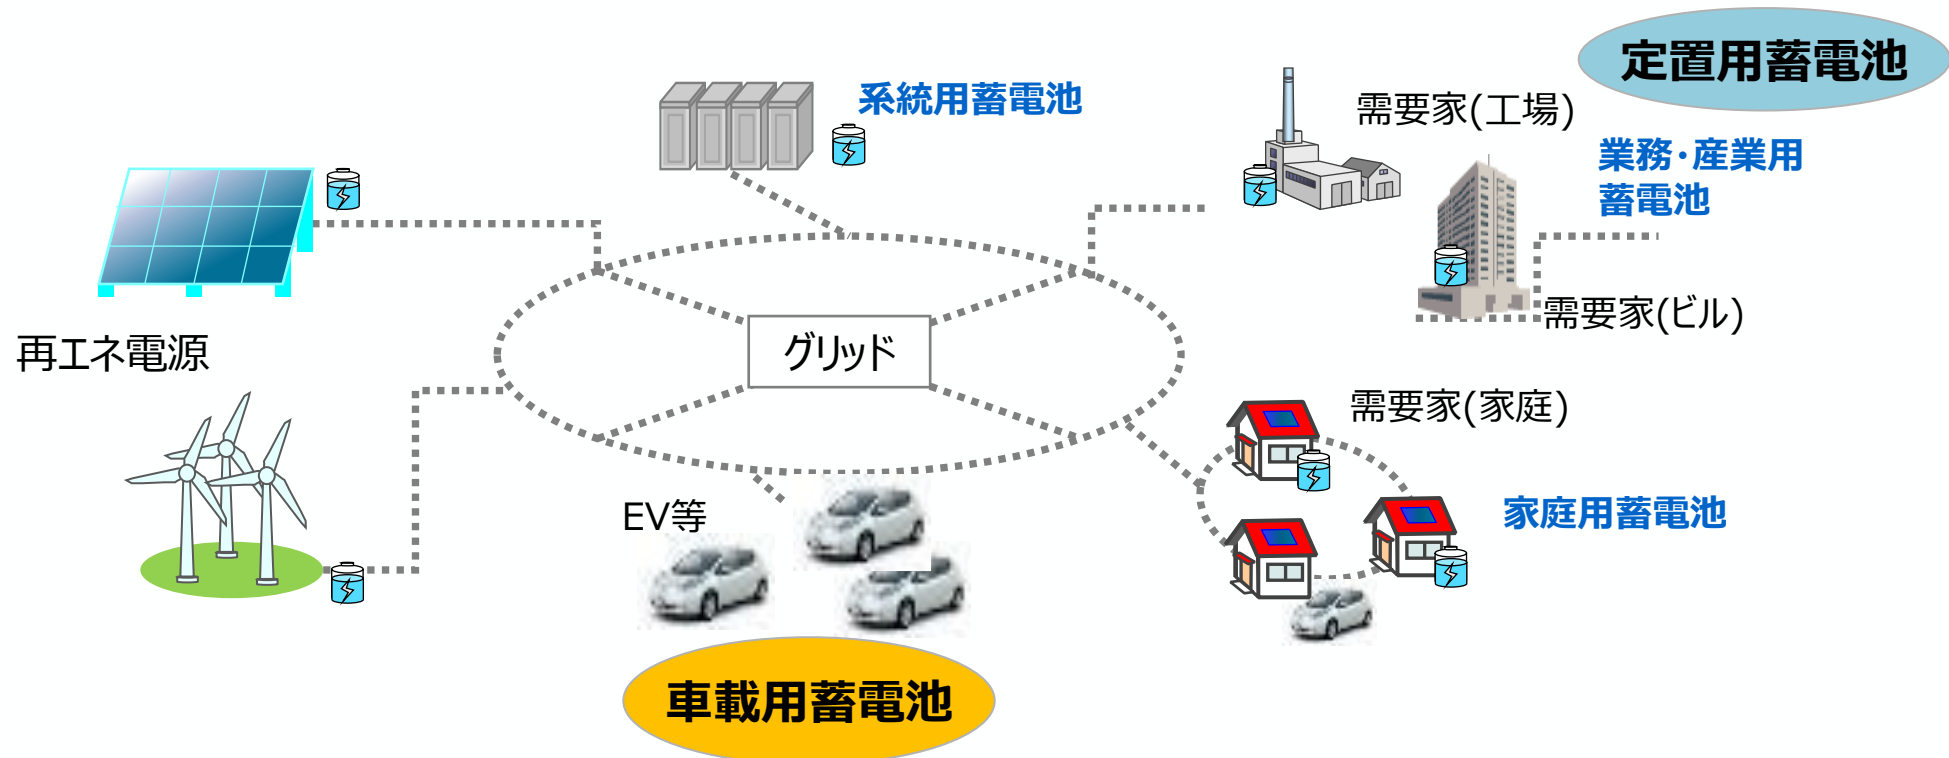 定置用蓄電池
系統用蓄電池
需要家(工場)
業務・産業用
蓄電池
需要家(ビル)
再エネ電源
グリッド
需要家(家庭)
家庭用蓄電池
EV等
車載用蓄電池